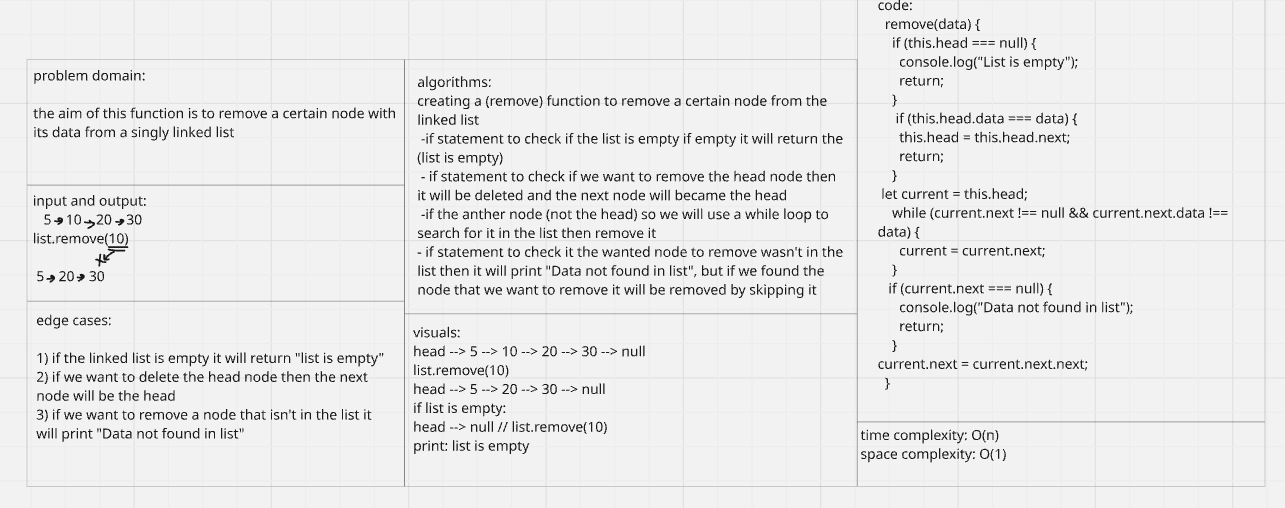 problem domain:
the aim of this function is to remove a certain node with
its data from a singly linked list
input and output:
5 → 10 → 20 → 30
list.remove(10)
5 → 20 → 30
edge cases:
1) if the linked list is empty it will return "list is empty"
2) if we want to delete the head node then the next
node will be the head
3) if we want to remove a node that isn't in the list it
will print "Data not found in list"
algorithms:
creating a (remove) function to remove a certain node from the
linked list
-if statement to check if the list is empty if empty it will return the
(list is empty)
- if statement to check if we want to remove the head node then
it will be deleted and the next node will became the head
-if the anther node (not the head) so we will use a while loop to
search for it in the list then remove it
- if statement to check it the wanted node to remove wasn't in the
list then it will print "Data not found in list", but if we found the
node that we want to remove it will be removed by skipping it
visuals:
head --> 5 --> 10 --> 20 --> 30 --> null
list.remove(10)
head --> 5 --> 20 --> 30 --> null
if list is empty:
head --> null // list.remove(10)
print: list is empty
code:
remove(data) {
if (this.head === null) {
console.log("List is empty");
return;
}
if (this.head.data === data) {
this.head = this.head.next;
return;
}
let current = this.head;
while (current.next !== null && current.next.data !==
data) {
current = current.next;
}
if (current.next === null) {
console.log("Data not found in list");
return;
}
current.next = current.next.next;
}
time complexity: O(n)
space complexity: O(1)